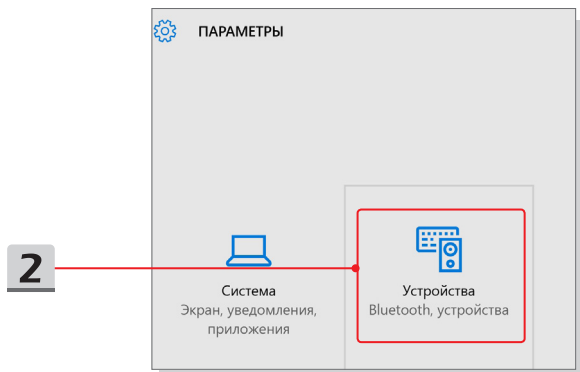 ПАРАМЕТРЫ
2
Система
Экран, уведомления,
приложения
Устройства
Bluetooth, устройства